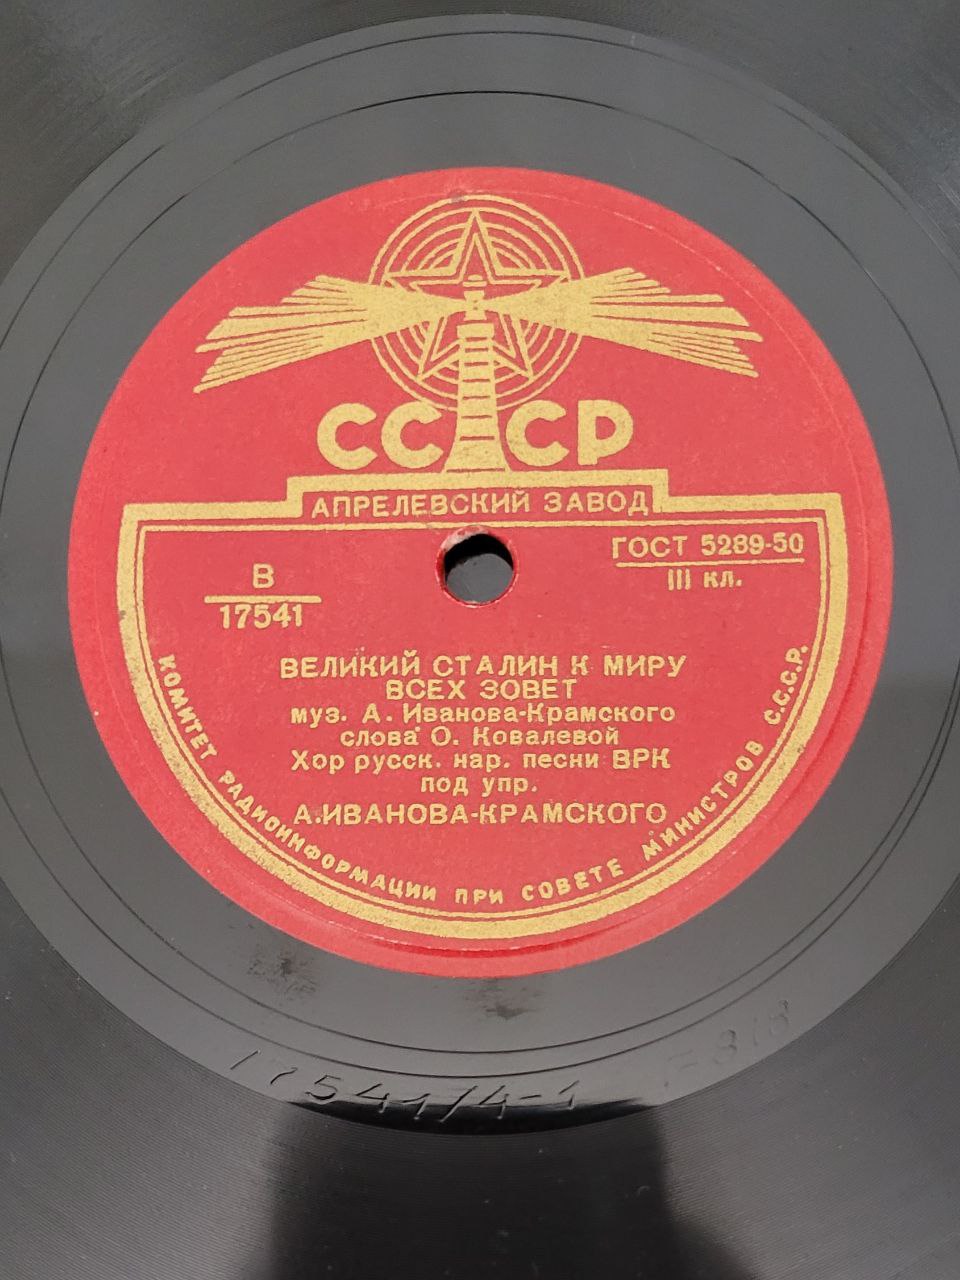 СССР
АПРЕЛЕВСКИЙ ЗАВОД
ГОСТ 5289-50
III кл.
В
17541
ВЕЛИКИЙ СТАЛИН К МИРУ
ВСЕХ ЗОВЕТ
муз. А. Иванова-Крамского
слова О. Ковалевой
Хор русск. нар. песни ВРК
под упр.
А.ИВАНОВА-КРАМСКОГО
КОМИТЕТ РАДИОИНФОРМАЦИИ ПРИ СОВЕТЕ МИНИСТРОВ С.С.С.Р.
17541/4-1